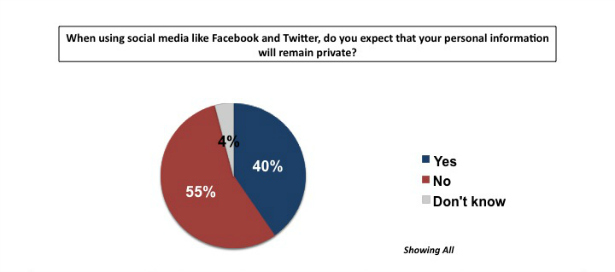 When using social media like Facebook and Twitter, do you expect that your personal information
will remain private?
4%
40%
55%
Yes
No
Don't know
Showing All